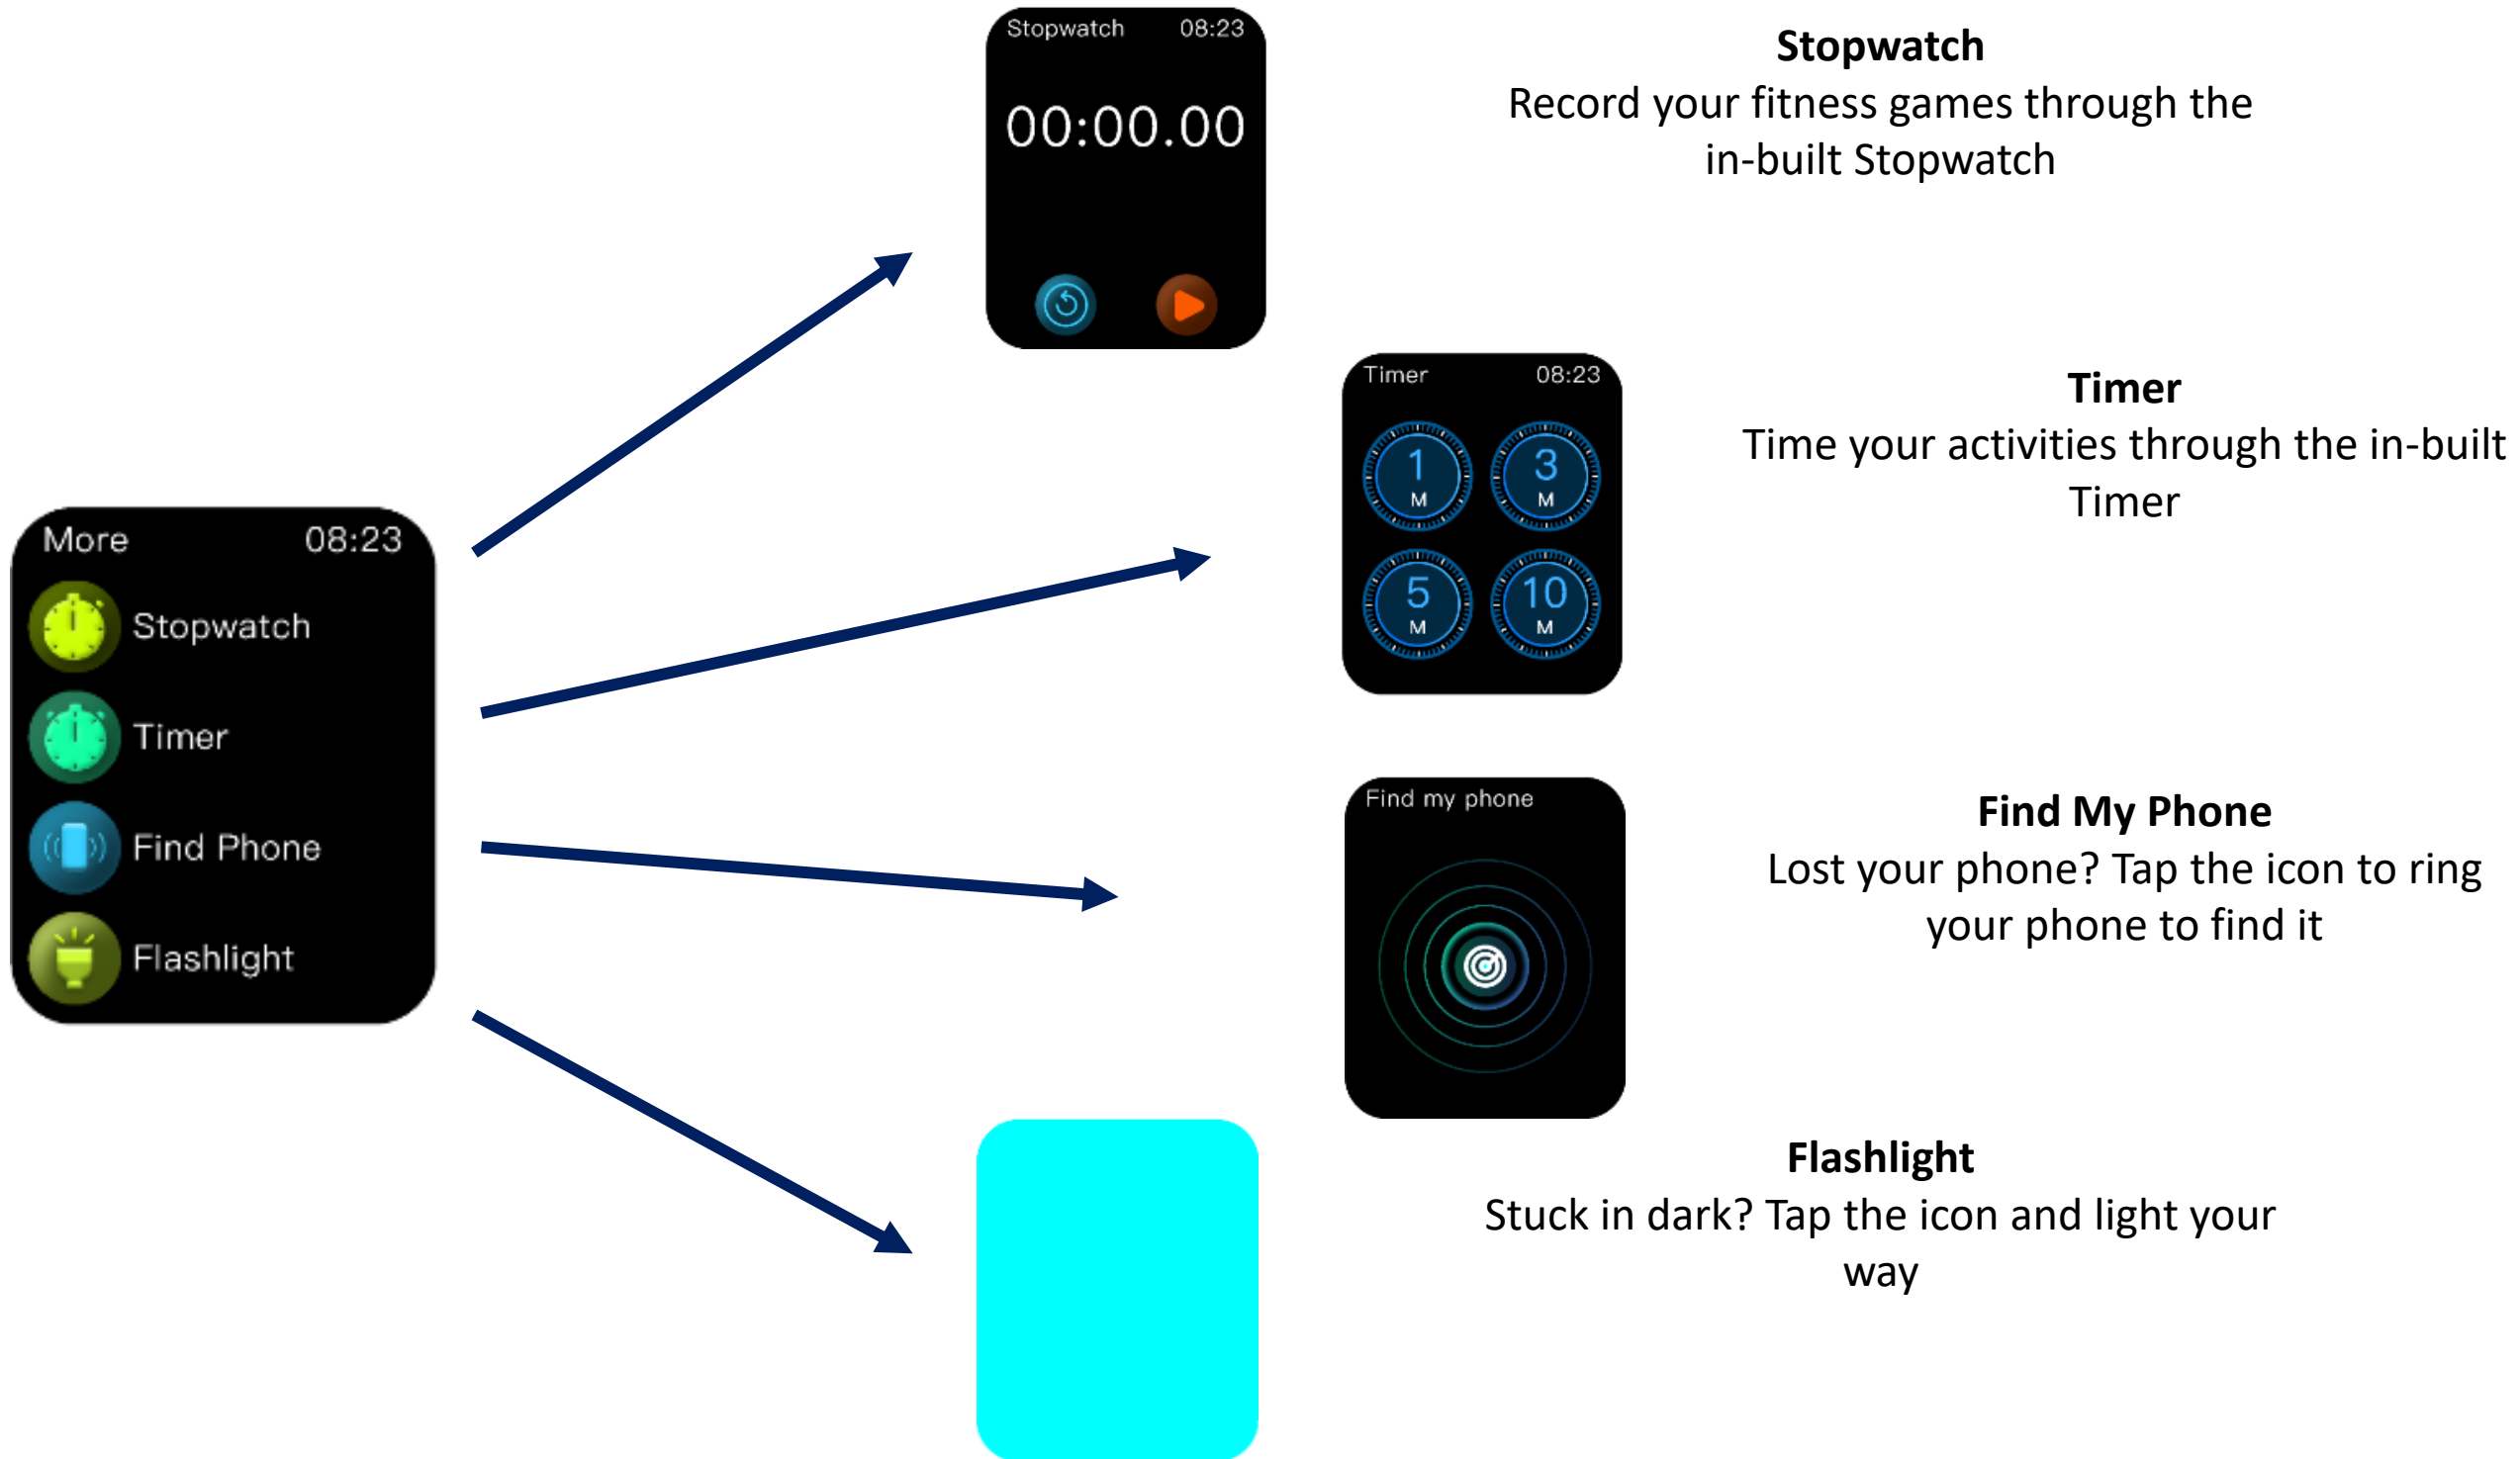 More 08:23
Stopwatch
Timer
Find Phone
Flashlight
Stopwatch 08:23
00:00.00
Stopwatch
Record your fitness games through the
in-built Stopwatch
Timer 08:23
1 3
M M
5 10
M M
Timer
Time your activities through the in-built
Timer
Find my phone
Find My Phone
Lost your phone? Tap the icon to ring
your phone to find it
Flashlight
Stuck in dark? Tap the icon and light your
way